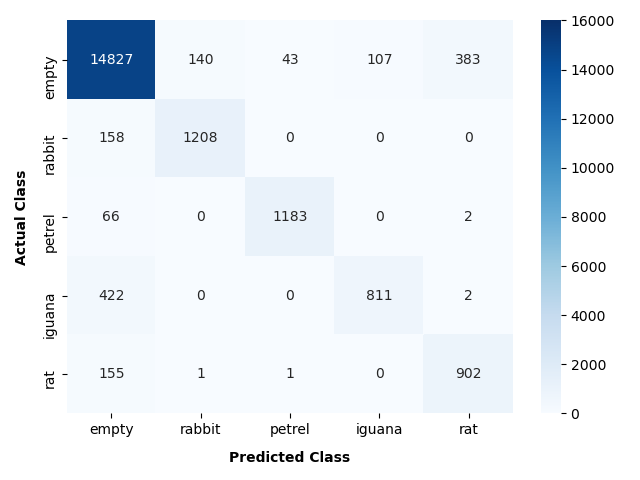 16000
14827 140 43 107 383
empty
14000
12000
158 1208 0 0 0
rabbit
10000
Actual Class
66 0 1183 0 2
petrel
8000
6000
422 0 0 811 2
iguana
4000
155 1 1 0 902
rat
2000
0
empty rabbit petrel iguana rat
Predicted Class